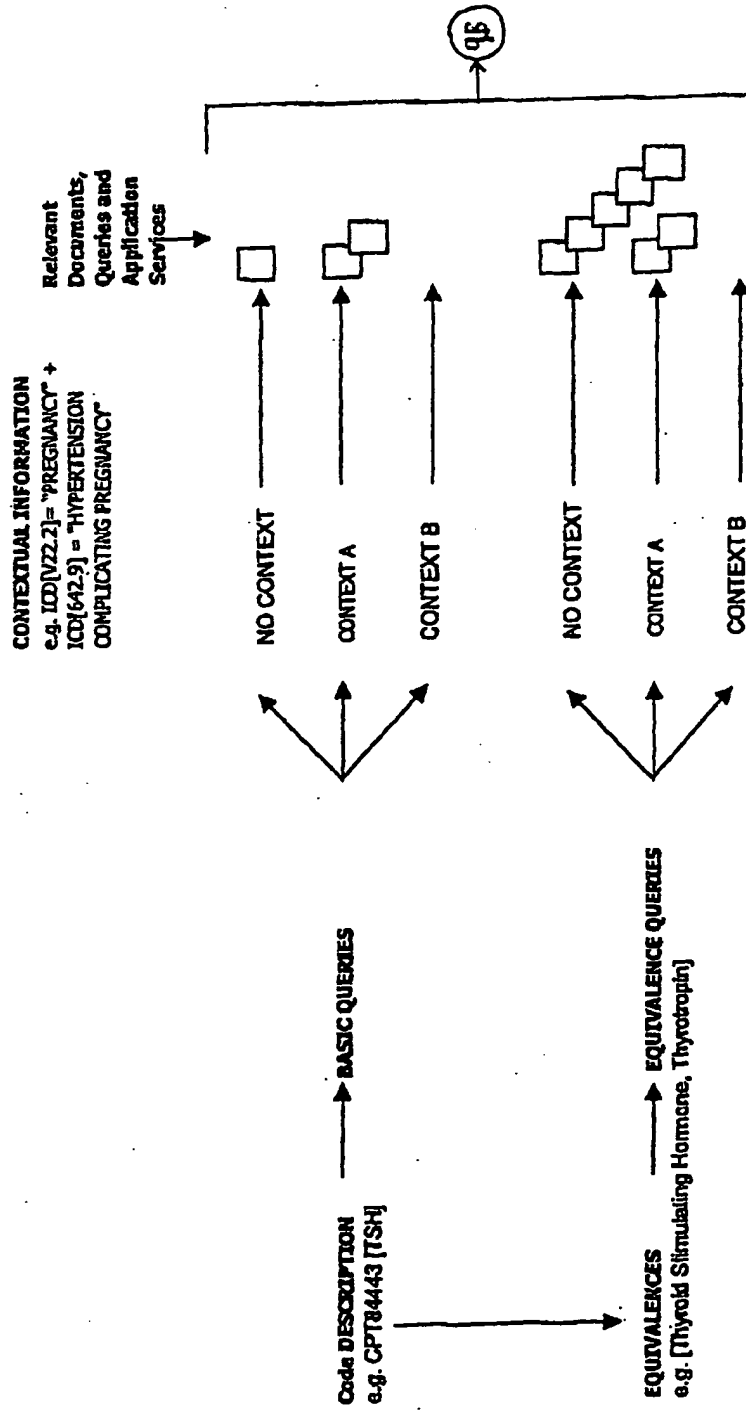 CONTEXTUAL INFORMATION
e.g. ICD[V22.2]= "PREGNANCY" +
ICD[642.9] = "HYPERTENSION
COMPLICATING PREGNANCY"
Relevant
Documents,
Queries and
Application
Services
Code DESCRIPTION
e.g. CPT84443 [TSH]
BASIC QUERIES
NO CONTEXT
CONTEXT A
CONTEXT B
EQUIVALENCES
e.g. [Thyroid Stimulating Hormone, Thyrotropin]
EQUIVALENCE QUERIES
NO CONTEXT
CONTEXT A
CONTEXT B